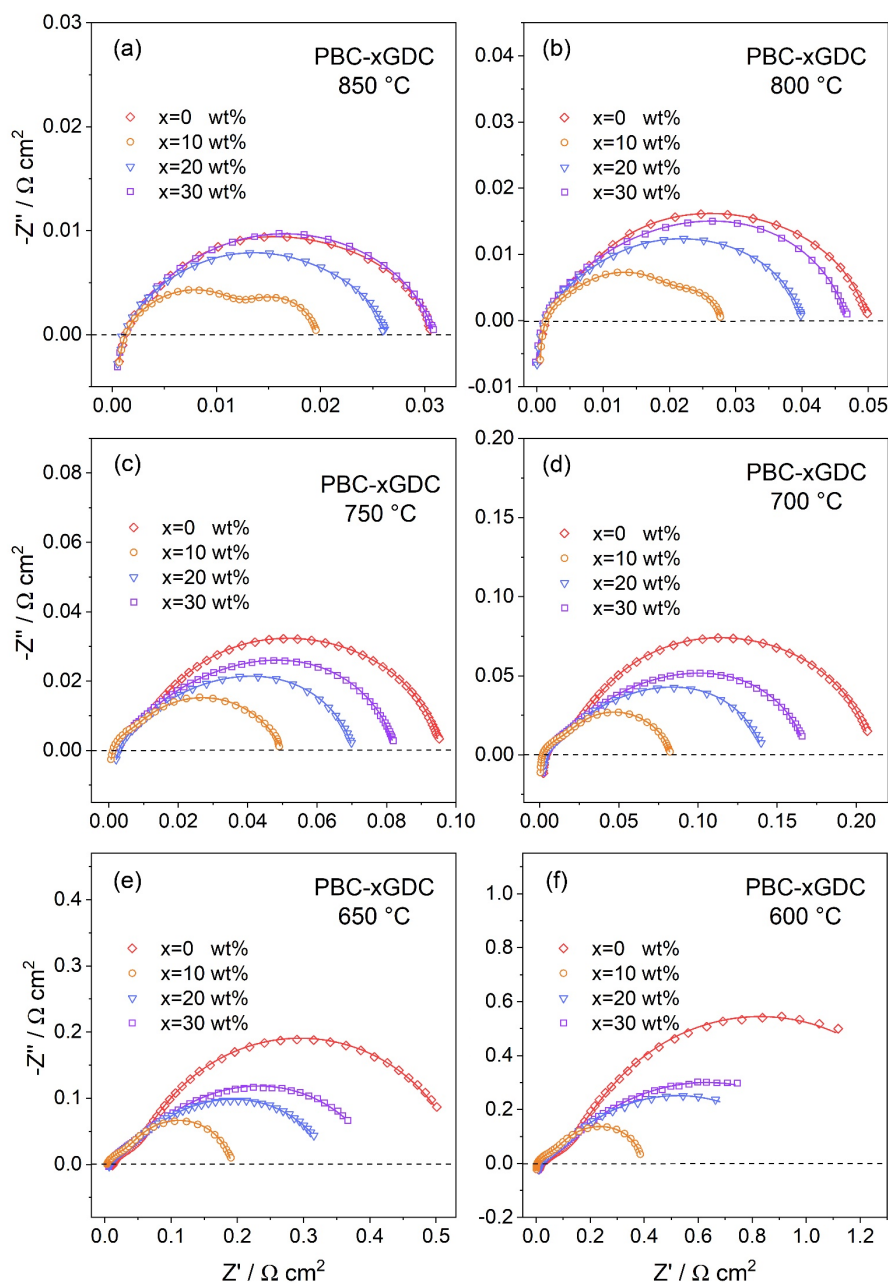 (a)
PBC-xGDC
850 °C
x=0 wt%
x=10 wt%
x=20 wt%
x=30 wt%
-Z'' / Ω cm²
0.03
0.02
0.01
0.00
0.00 0.01 0.02 0.03
(b)
PBC-xGDC
800 °C
x=0 wt%
x=10 wt%
x=20 wt%
x=30 wt%
0.04
0.03
0.02
0.01
0.00
-0.01
0.00 0.01 0.02 0.03 0.04 0.05
(c)
PBC-xGDC
750 °C
x=0 wt%
x=10 wt%
x=20 wt%
x=30 wt%
-Z'' / Ω cm²
0.08
0.06
0.04
0.02
0.00
0.00 0.02 0.04 0.06 0.08 0.10
(d)
PBC-xGDC
700 °C
x=0 wt%
x=10 wt%
x=20 wt%
x=30 wt%
0.20
0.15
0.10
0.05
0.00
0.00 0.05 0.10 0.15 0.20
(e)
PBC-xGDC
650 °C
x=0 wt%
x=10 wt%
x=20 wt%
x=30 wt%
-Z'' / Ω cm²
0.4
0.3
0.2
0.1
0.0
0.0 0.1 0.2 0.3 0.4 0.5
Z' / Ω cm²
(f)
PBC-xGDC
600 °C
x=0 wt%
x=10 wt%
x=20 wt%
x=30 wt%
1.0
0.8
0.6
0.4
0.2
0.0
-0.2
0.0 0.2 0.4 0.6 0.8 1.0 1.2
Z' / Ω cm²